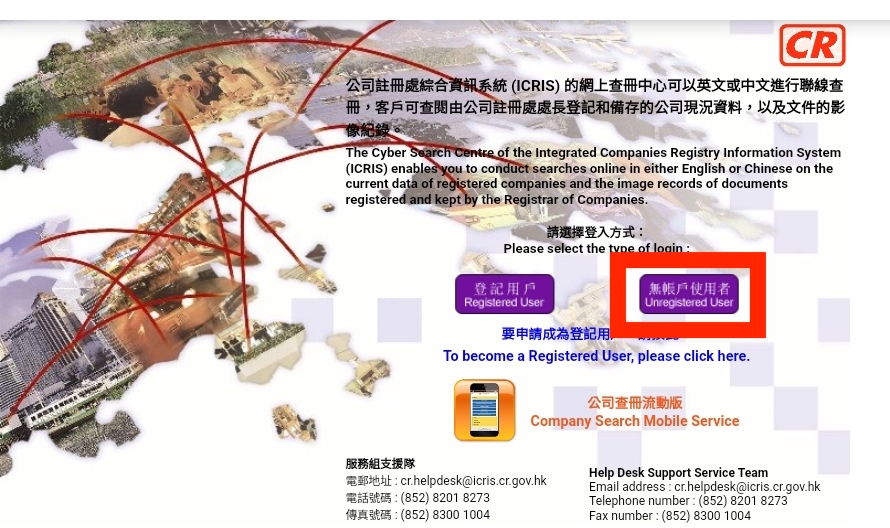 CR
公司註冊處綜合資訊系統 (ICRIS) 的網上查冊中心可以英文或中文進行聯線查
冊，客戶可查閱由公司註冊處處長登記和備存的公司現況資料，以及文件的影
像紀錄。
The Cyber Search Centre of the Integrated Companies Registry Information System
(ICRIS) enables you to conduct searches online in either English or Chinese on the
current data of registered companies and the image records of documents
registered and kept by the Registrar of Companies.
請選擇登入方式：
Please select the type of login :
登記用戶
Registered User
無帳戶使用者
Unregistered User
要申請成為登記用
To become a Registered User, please click here.
公司查冊流動版
Company Search Mobile Service
服務組支援隊
電郵地址 : cr.helpdesk@icris.cr.gov.hk
電話號碼 : (852) 8201 8273
傳真號碼 : (852) 8300 1004
Help Desk Support Service Team
Email address : cr.helpdesk@icris.cr.gov.hk
Telephone number : (852) 8201 8273
Fax number : (852) 8300 1004